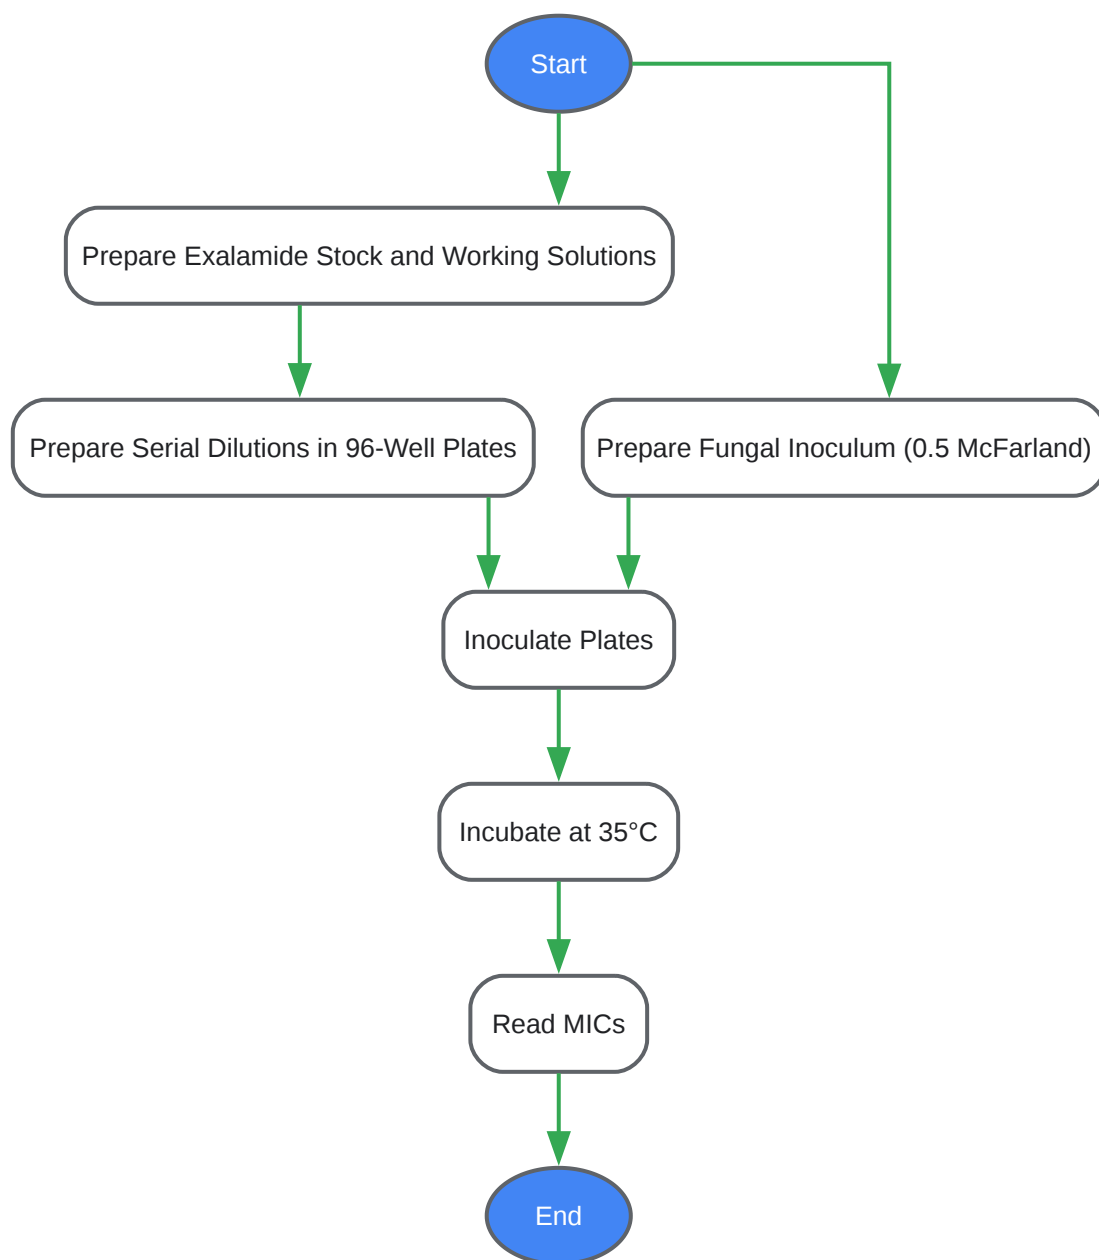 Start
Prepare Exalamide Stock and Working Solutions
Prepare Serial Dilutions in 96-Well Plates
Prepare Fungal Inoculum (0.5 McFarland)
Inoculate Plates
Incubate at 35°C
Read MICs
End